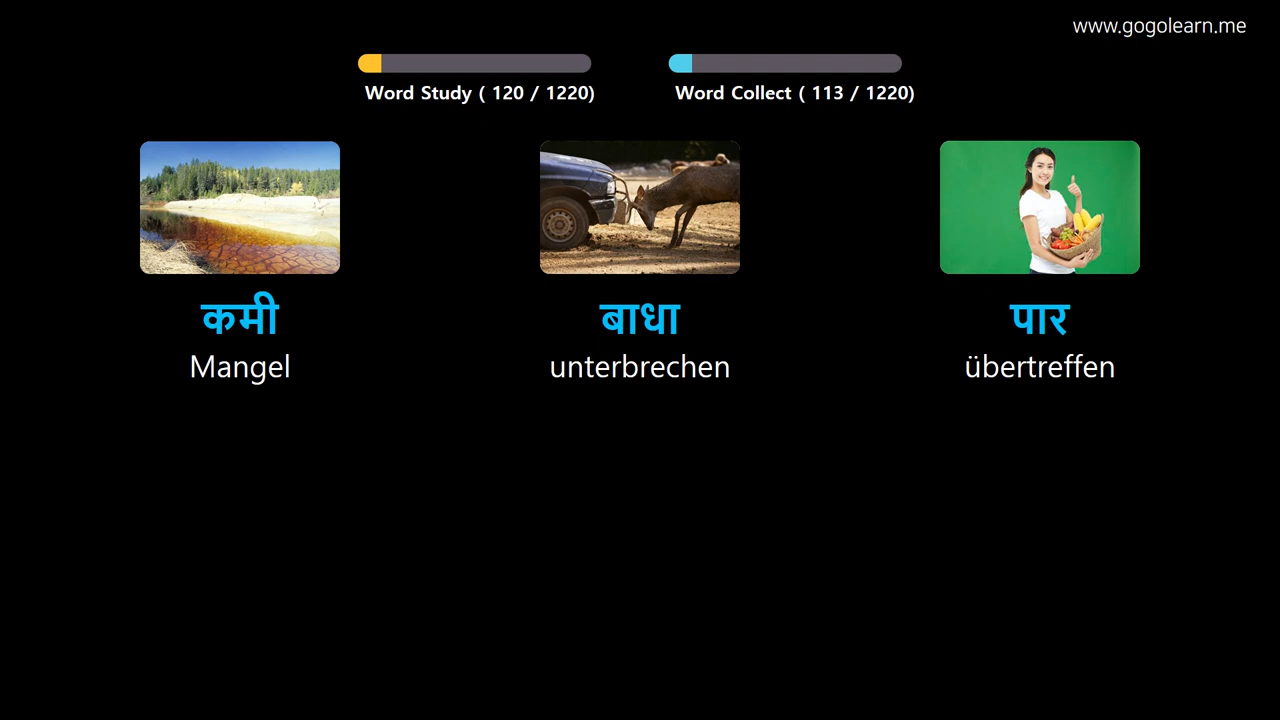 www.gogolearn.me
Word Study ( 120 / 1220)
Word Collect ( 113 / 1220)
कमी
Mangel
बाधा
unterbrechen
पार
übertreffen